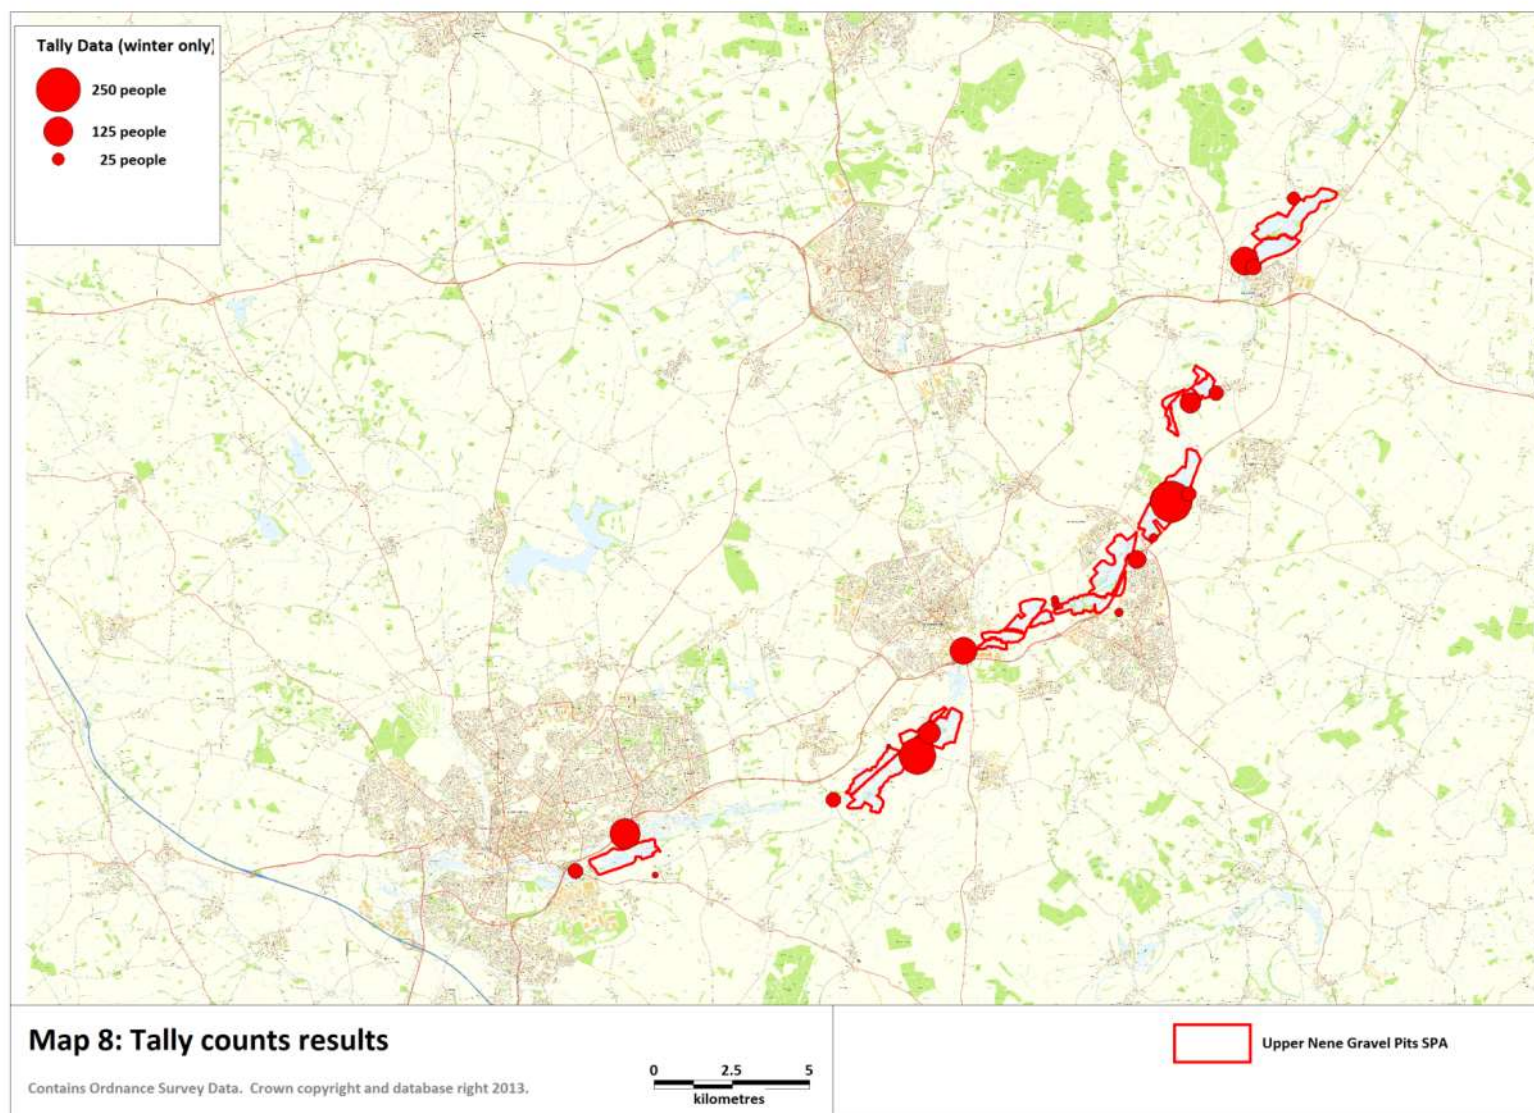 Tally Data (winter only)
250 people
125 people
25 people
Map 8: Tally counts results
Contains Ordnance Survey Data. Crown copyright and database right 2013.
0 2.5 5
kilometres
Upper Nene Gravel Pits SPA